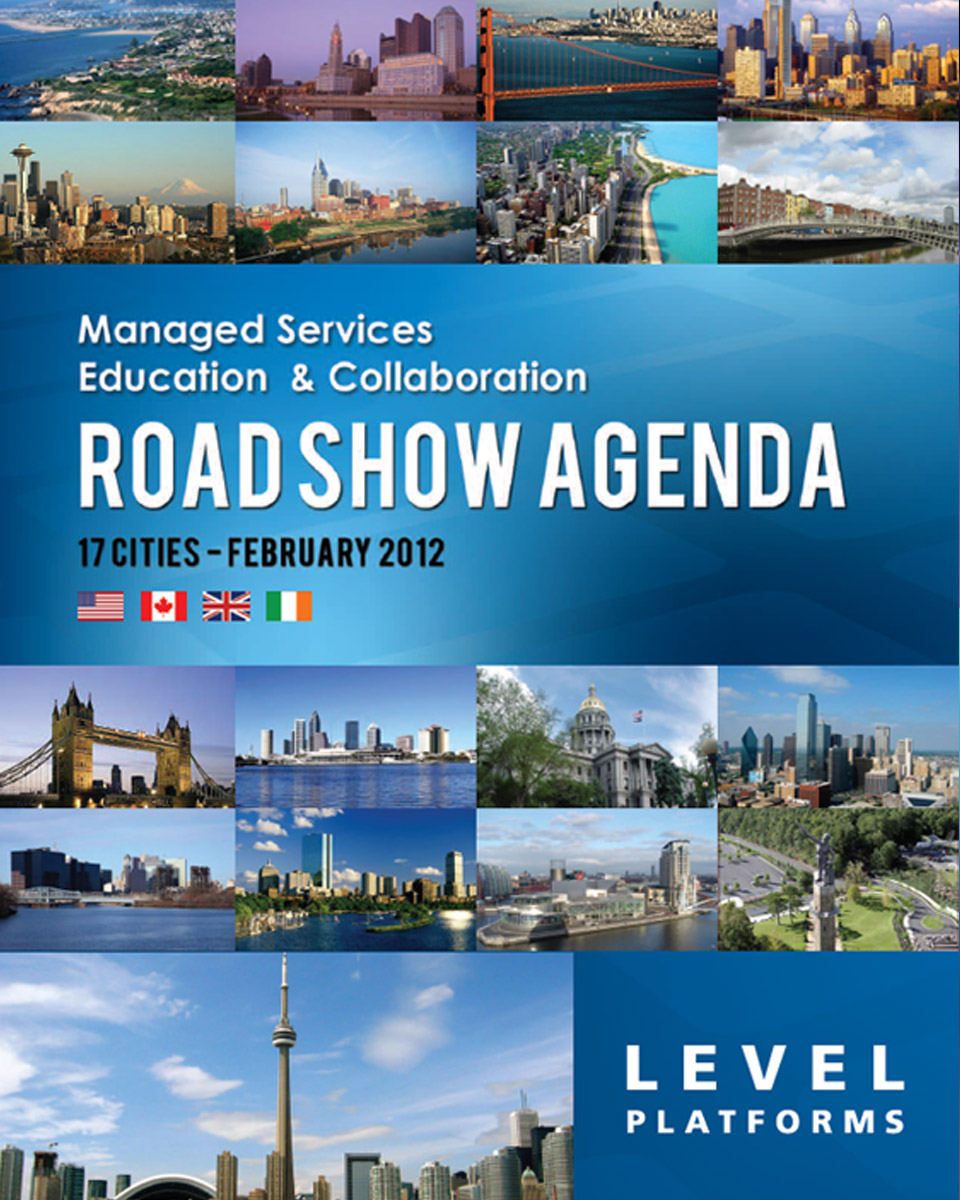 Managed Services
Education & Collaboration
ROAD SHOW AGENDA
17 CITIES – FEBRUARY 2012
LEVEL
PLATFORMS